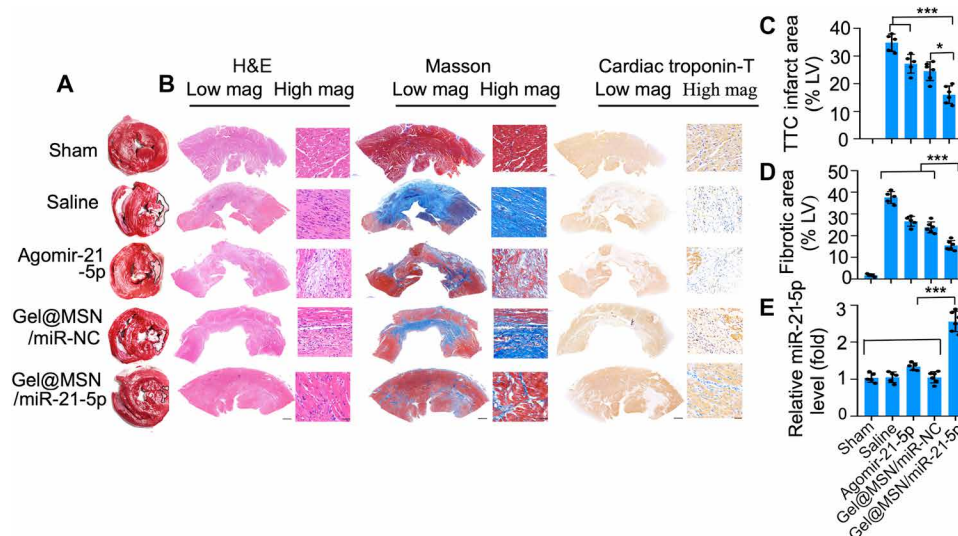 A
B
H&E
Masson
Cardiac troponin-T
Low mag High mag
Low mag High mag
Low mag High mag
Sham
Saline
Agomir-21
-5p
Gel@MSN
/miR-NC
Gel@MSN
/miR-21-5p
C
TTC infarct area
(% LV)
40
30
20
10
0
***
*
D
Fibrotic area
(% LV)
60
40
20
0
***
E
Relative miR-21-5p
level (fold)
3
2
1
0
***
Sham
Saline
Agomir-21-5p
Gel@MSN/miR-NC
Gel@MSN/miR-21-5p